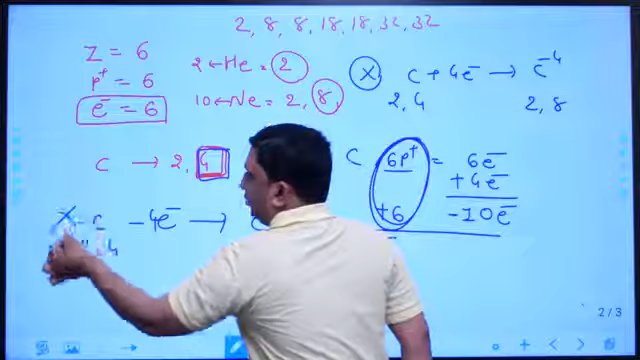 2, 8, 8, 18, 18, 32, 32
Z = 6
p⁺ = 6
e⁻ = 6
2 ← He = 2
10 ← Ne = 2, 8,
X C + 4e⁻ → C⁻⁴
2, 4 2, 8
C → 2, 4
C 6p⁺ = 6e⁻
+ 4e⁻
+6 -10e⁻
X - 4e⁻ →
4
2 / 3